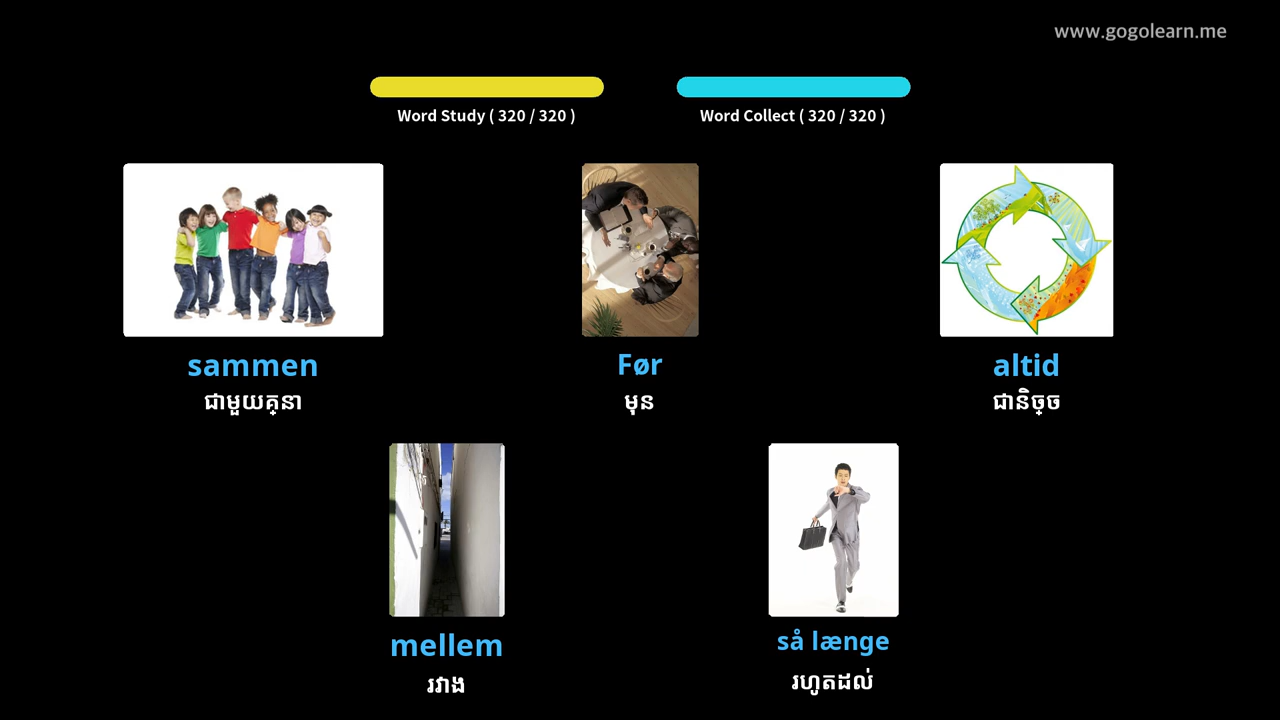 www.gogolearn.me
Word Study ( 320 / 320 )
Word Collect ( 320 / 320 )
sammen
ជាមួយគ្នា
Før
មុន
altid
ជានិច្ច
mellem
រវាង
så længe
រហូតដល់